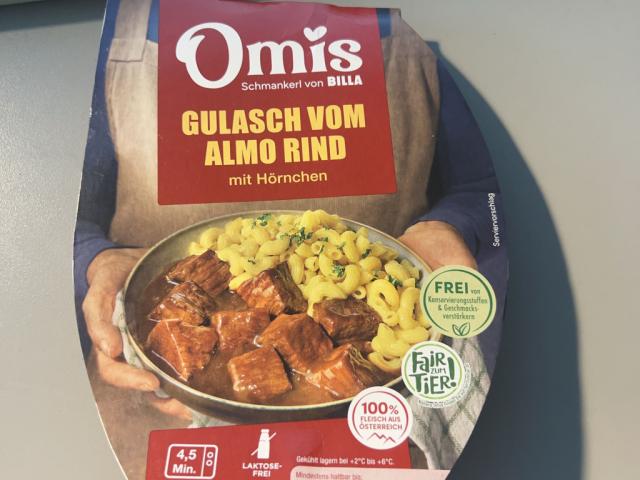 Omis
Schmankerl von BILLA
GULASCH VOM
ALMO RIND
mit Hörnchen
Serviervorschlag
FREI von
Konservierungsstoffen
& Geschmacks-
verstärkern
FAIR
ZUM
TIER!
100%
FLEISCH AUS
ÖSTERREICH
4,5
Min.
LAKTOSE-
FREI
Gekühlt lagern bei +2°C bis +6°C.
Mindestens haltbar bis: